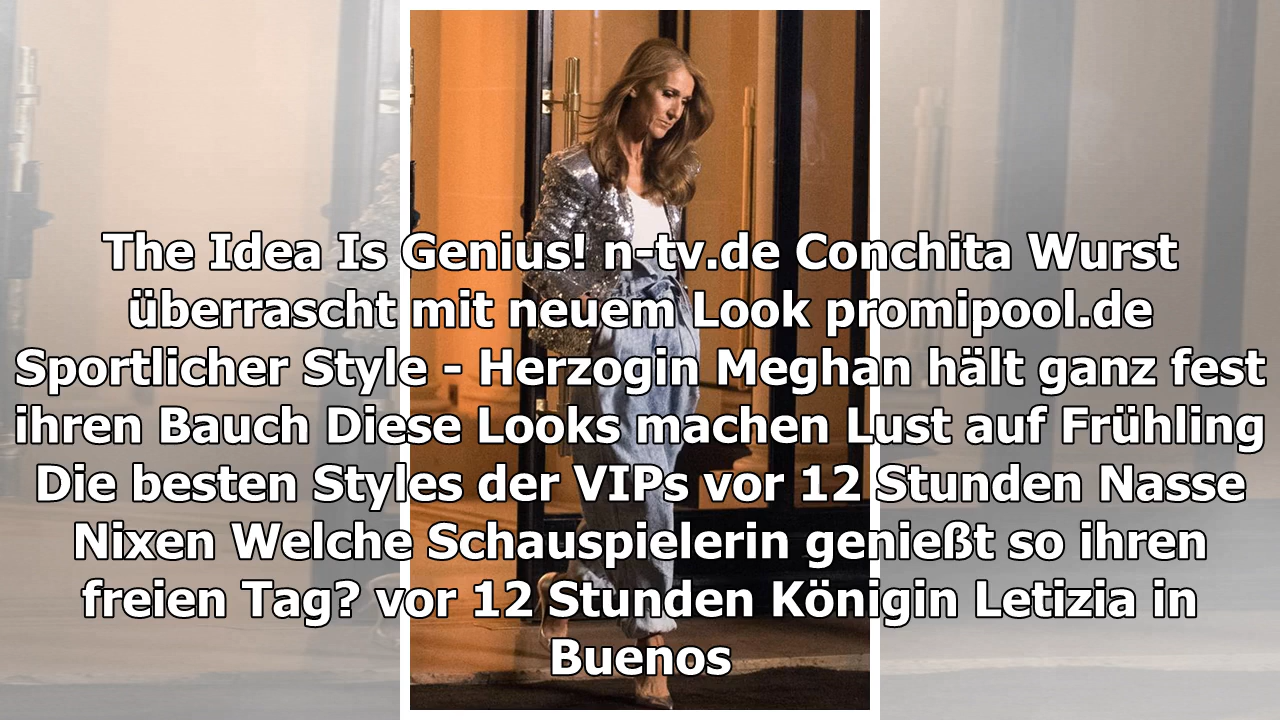 The Idea Is Genius! n-tv.de Conchita Wurst
überrascht mit neuem Look promipool.de
Sportlicher Style - Herzogin Meghan hält ganz fest
ihren Bauch Diese Looks machen Lust auf Frühling
Die besten Styles der VIPs vor 12 Stunden Nasse
Nixen Welche Schauspielerin genießt so ihren
freien Tag? vor 12 Stunden Königin Letizia in
Buenos